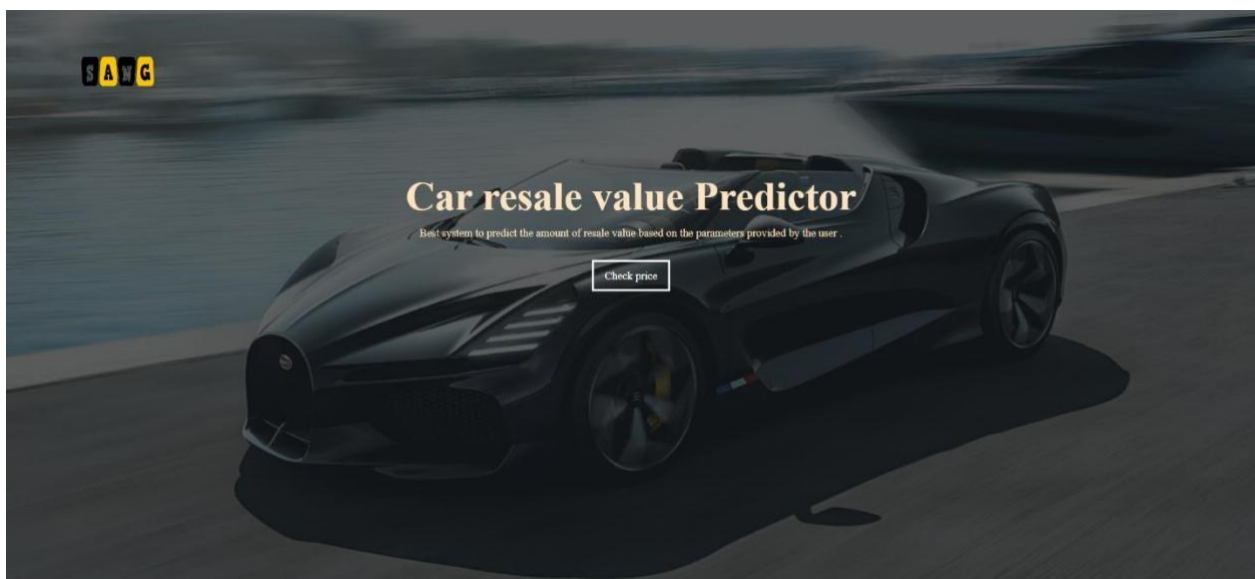 SANG
Car resale value Predictor
Best system to predict the amount of resale value based on the parameters provided by the user .
Check price